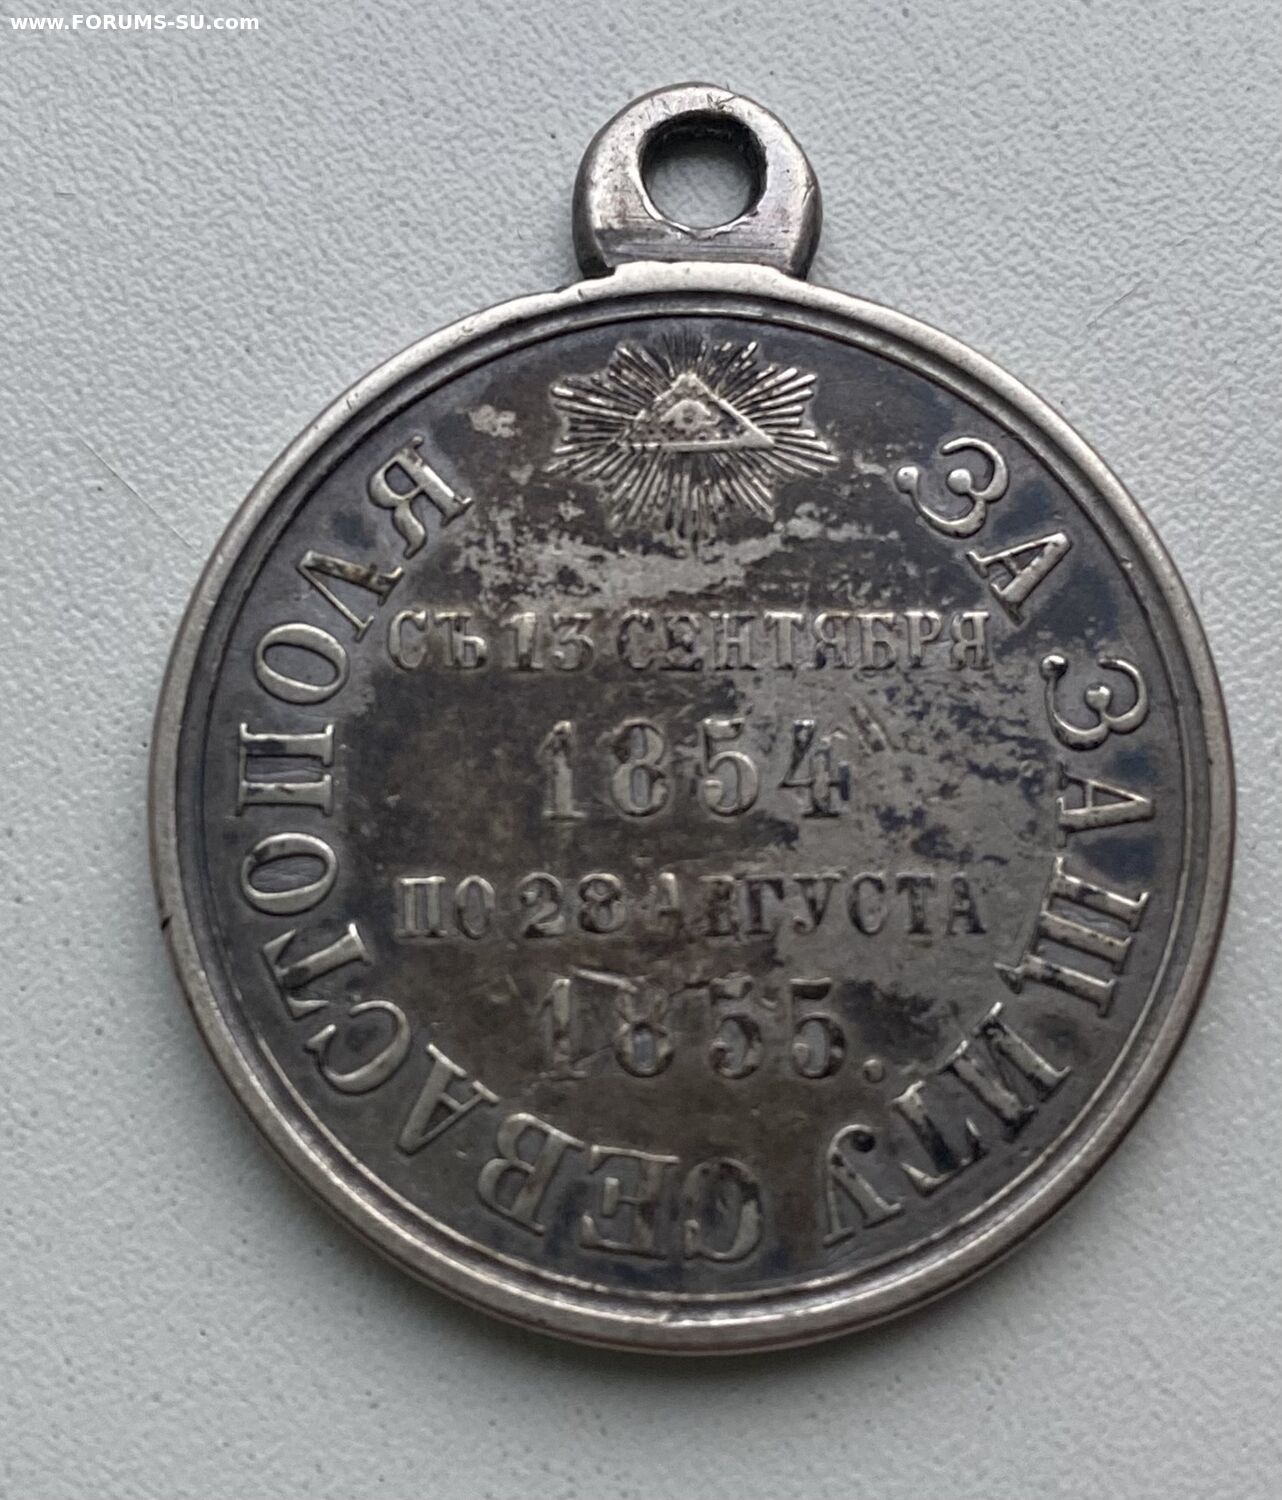 www.FORUMS-SU.com
ЗА ЗАЩИТУ СЕВАСТОПОЛЯ
СЪ 13 СЕНТЯБРЯ
1854
ПО 28 АВГУСТА
1855.